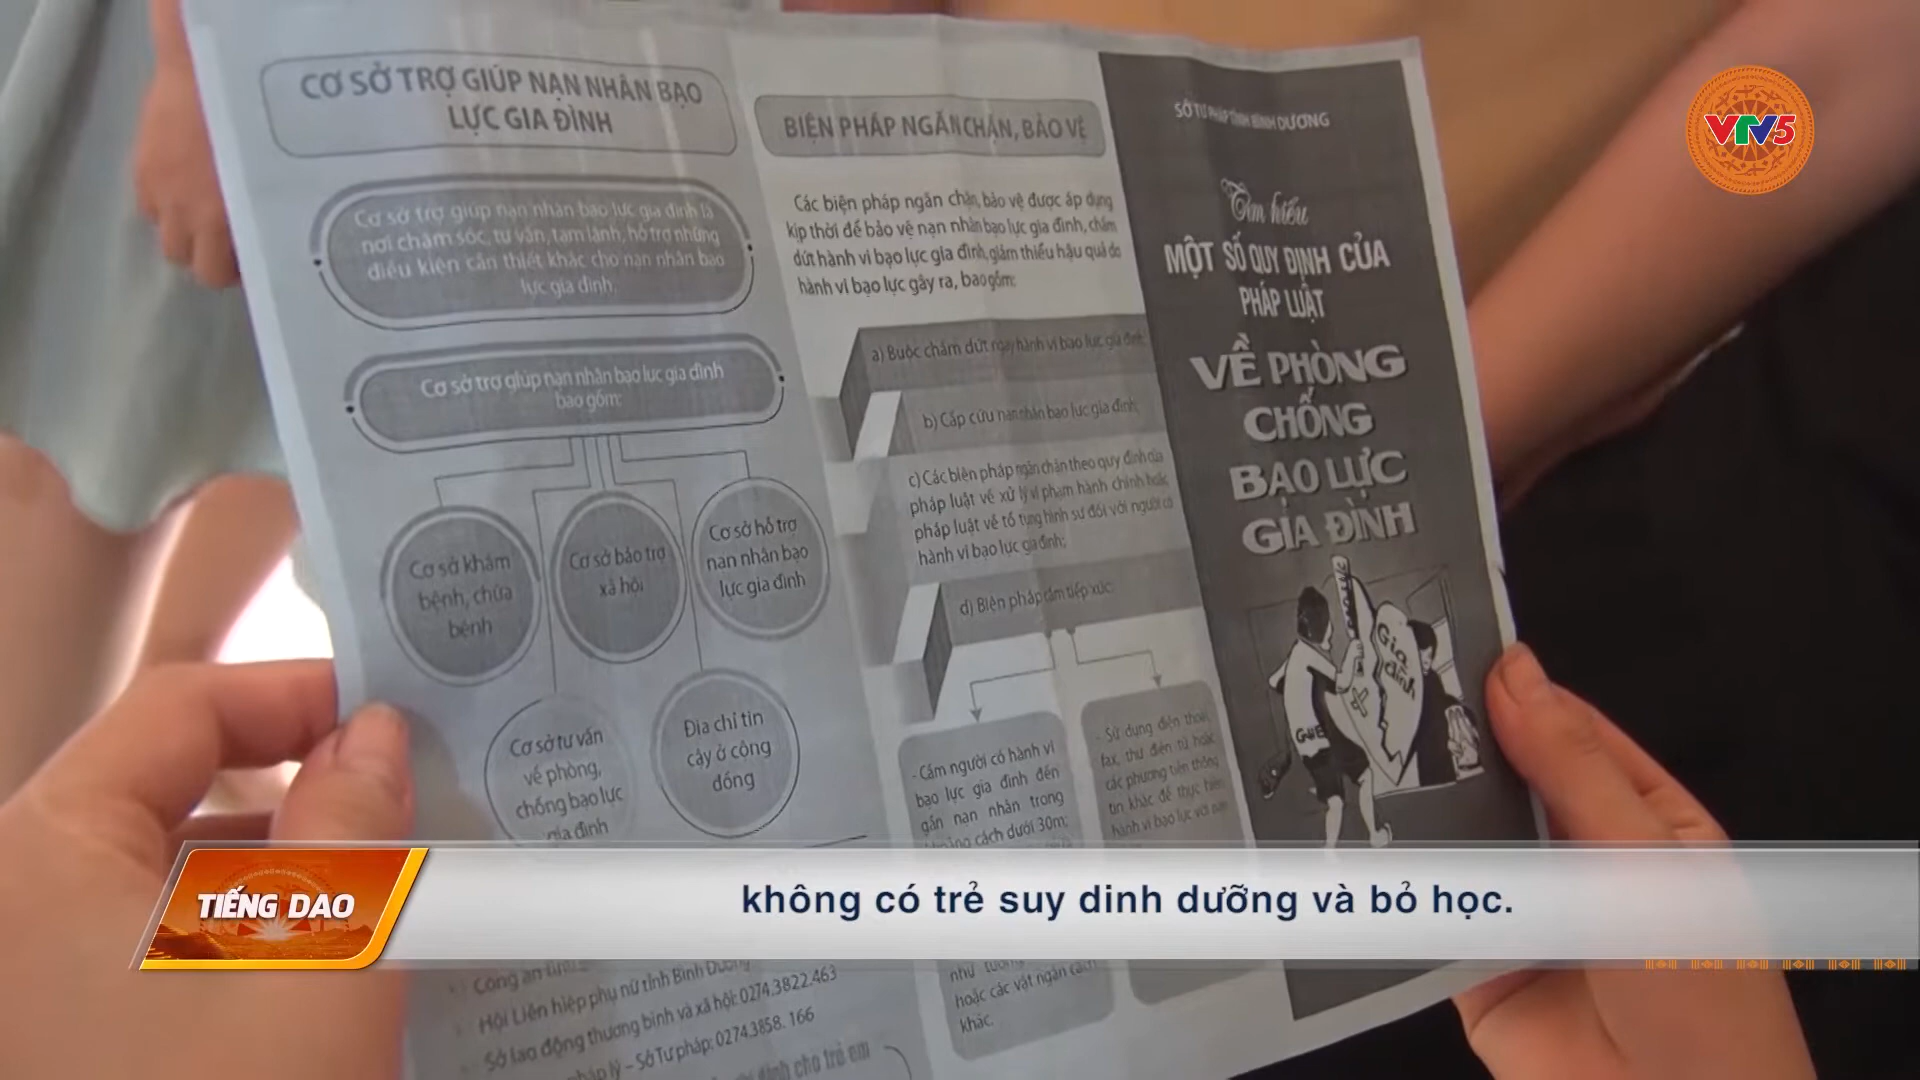 CƠ SỞ TRỢ GIÚP NẠN NHÂN BẠO
LỰC GIA ĐÌNH
Cơ sở trợ giúp nạn nhân bạo lực gia đình là
nơi chăm sóc, tư vấn, tạm lánh, hỗ trợ những
điều kiện cần thiết khác cho nạn nhân bạo
lực gia đình.
Cơ sở trợ giúp nạn nhân bạo lực gia đình
bao gồm:
Cơ sở khám
bệnh, chữa
bệnh
Cơ sở bảo trợ
xã hội
Cơ sở hỗ trợ
nạn nhân bạo
lực gia đình
Cơ sở tư vấn
về phòng,
chống bạo lực
gia đình
Địa chỉ tin
cậy ở cộng
đồng
Công an tỉnh
Hội Liên hiệp phụ nữ tỉnh Bình Dương
Sở lao động thương binh và xã hội: 0274.3822.463
pháp lý – Sở Tư pháp: 0274.3858. 166
cho trẻ em
BIỆN PHÁP NGĂN CHẶN, BẢO VỆ
Các biện pháp ngăn chặn, bảo vệ được áp dụng
kịp thời để bảo vệ nạn nhân bạo lực gia đình, chấm
dứt hành vi bạo lực gia đình, giảm thiểu hậu quả do
hành vi bạo lực gây ra, bao gồm:
a) Buộc chấm dứt ngay hành vi bạo lực gia đình;
b) Cấp cứu nạn nhân bạo lực gia đình;
c) Các biện pháp ngăn chặn theo quy định của
pháp luật về xử lý vi phạm hành chính hoặc
pháp luật về tố tụng hình sự đối với người có
hành vi bạo lực gia đình;
d) Biện pháp cấm tiếp xúc:
- Cấm người có hành vi
bạo lực gia đình đến
gần nạn nhân trong
khoảng cách dưới 30m;
như tường
hoặc các vật ngăn cách
khác.
- Sử dụng điện thoại,
fax, thư điện tử hoặc
các phương tiện thông
tin khác để thực hiện
hành vi bạo lực với nạn
SỞ TƯ PHÁP TỈNH BÌNH DƯƠNG
Tìm hiểu
MỘT SỐ QUY ĐỊNH CỦA
PHÁP LUẬT
VỀ PHÒNG
CHỐNG
BẠO LỰC
GIA ĐÌNH
Gia
đình
VTV5
TIẾNG DAO
không có trẻ suy dinh dưỡng và bỏ học.